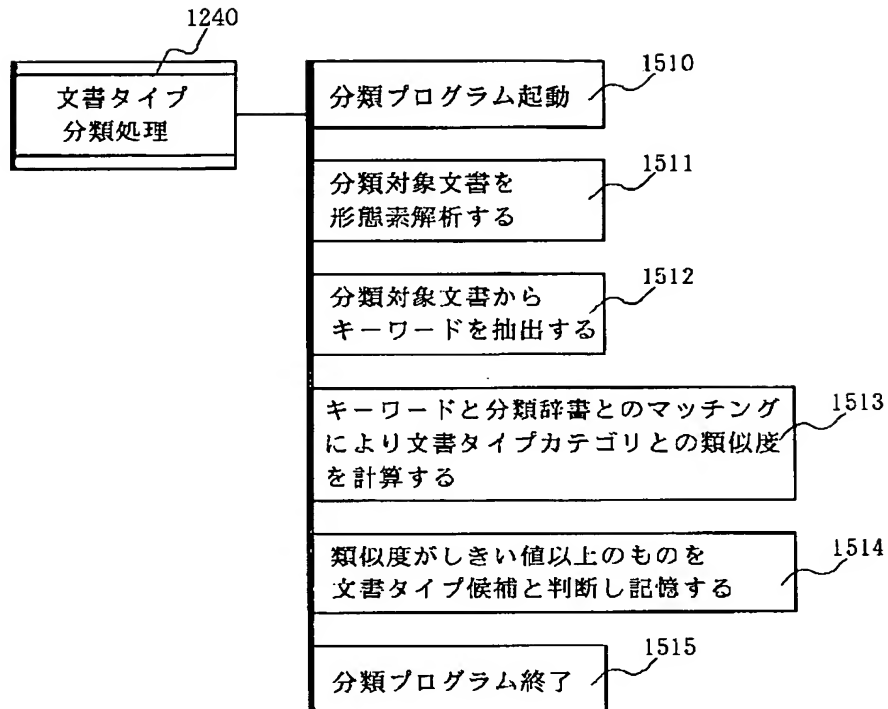 1240
文書タイプ
分類処理
1510
分類プログラム起動
1511
分類対象文書を
形態素解析する
1512
分類対象文書から
キーワードを抽出する
1513
キーワードと分類辞書とのマッチング
により文書タイプカテゴリとの類似度
を計算する
1514
類似度がしきい値以上のものを
文書タイプ候補と判断し記憶する
1515
分類プログラム終了